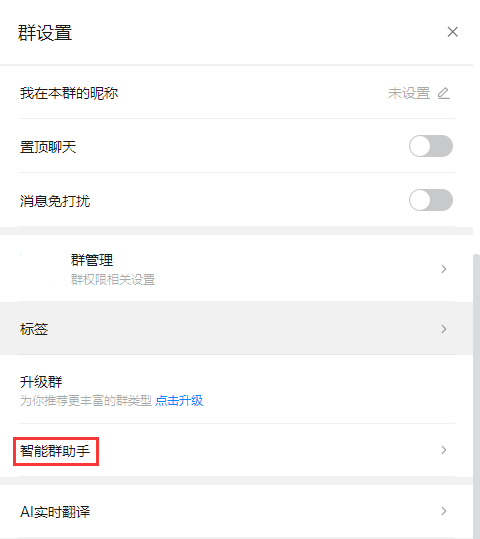 群设置
我在本群的昵称 未设置
置顶聊天
消息免打扰
群管理
群权限相关设置
标签
升级群
为你推荐更丰富的群类型 点击升级
智能群助手
AI实时翻译